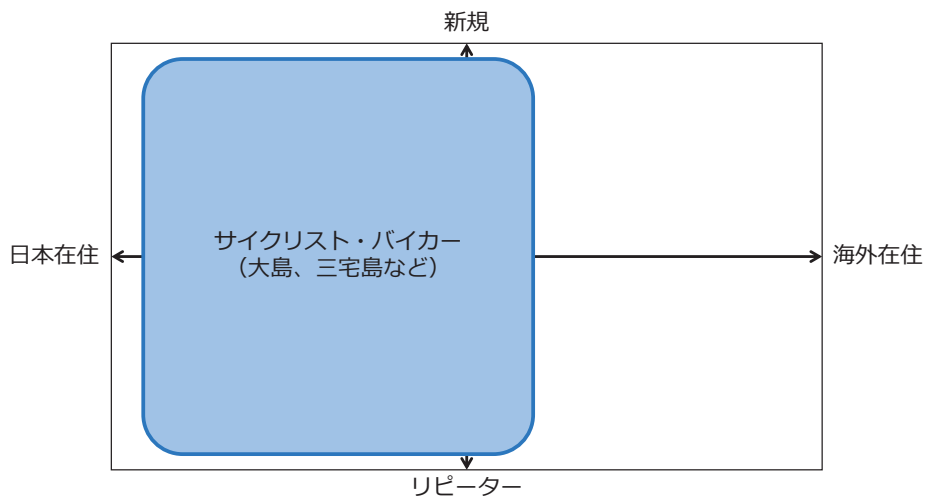 新規
日本在住
サイクリスト・バイカー
（大島、三宅島など）
海外在住
リピーター